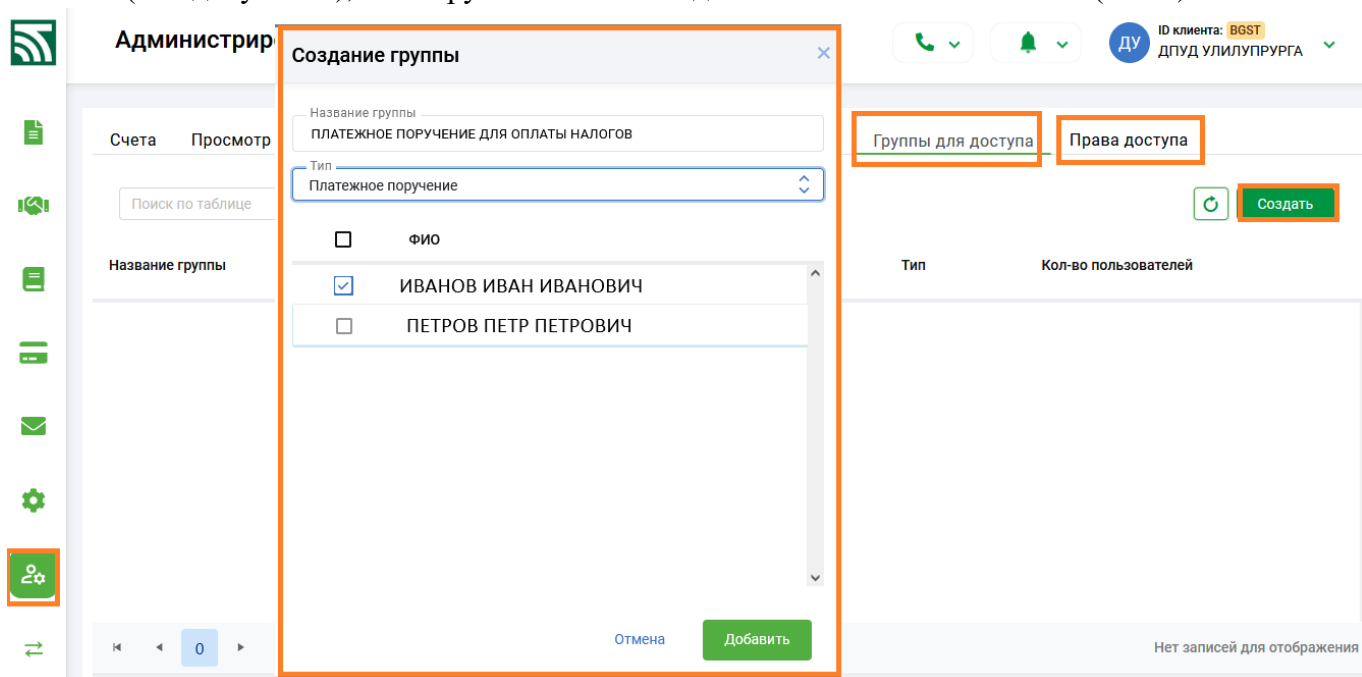 Администрир
ID клиента: BGST
ДУ
ДПУД УЛИЛУПРУРГА
Создание группы
Название группы
ПЛАТЕЖНОЕ ПОРУЧЕНИЕ ДЛЯ ОПЛАТЫ НАЛОГОВ
Счета Просмотр
Группы для доступа Права доступа
Тип
Платежное поручение
Поиск по таблице
Создать
ФИО
Название группы
Тип Кол-во пользователей
ИВАНОВ ИВАН ИВАНОВИЧ
ПЕТРОВ ПЕТР ПЕТРОВИЧ
Отмена Добавить
0
Нет записей для отображения